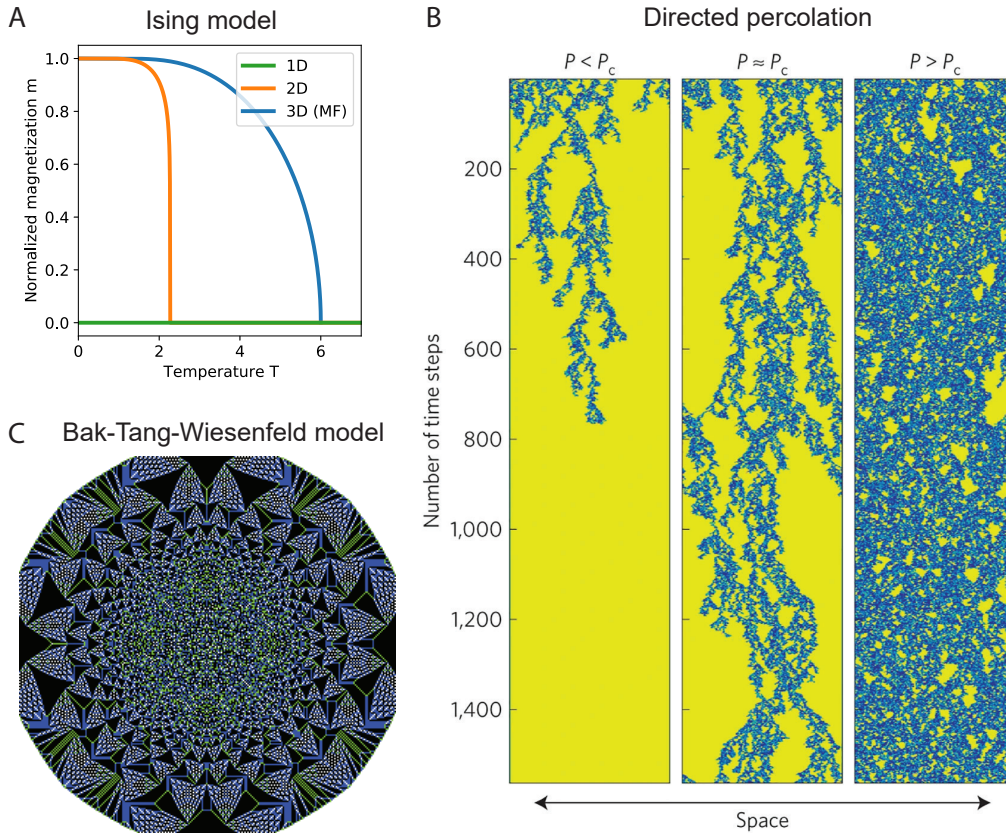 A
Ising model
Normalized magnetization m
1.0
0.8
0.6
0.4
0.2
0.0
1D
2D
3D (MF)
0
2
4
6
Temperature T
B
Directed percolation
P < Pc
P ≈ Pc
P > Pc
Number of time steps
200
400
600
800
1,000
1,200
1,400
Space
C
Bak-Tang-Wiesenfeld model